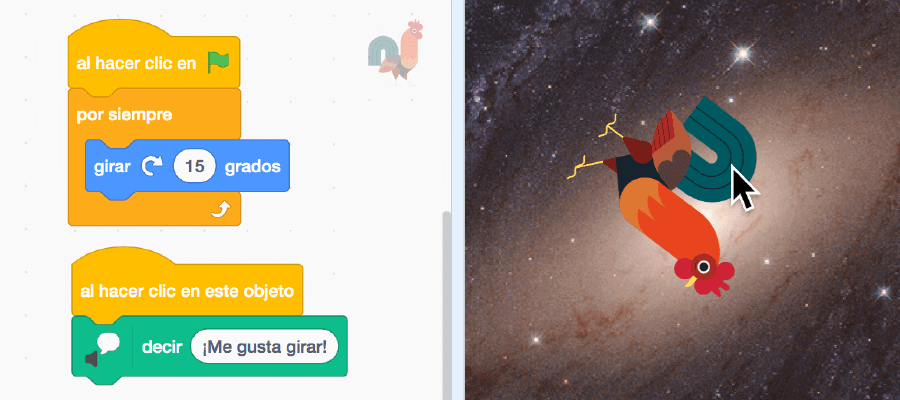 al hacer clic en
por siempre
girar 15 grados
al hacer clic en este objeto
decir ¡Me gusta girar!